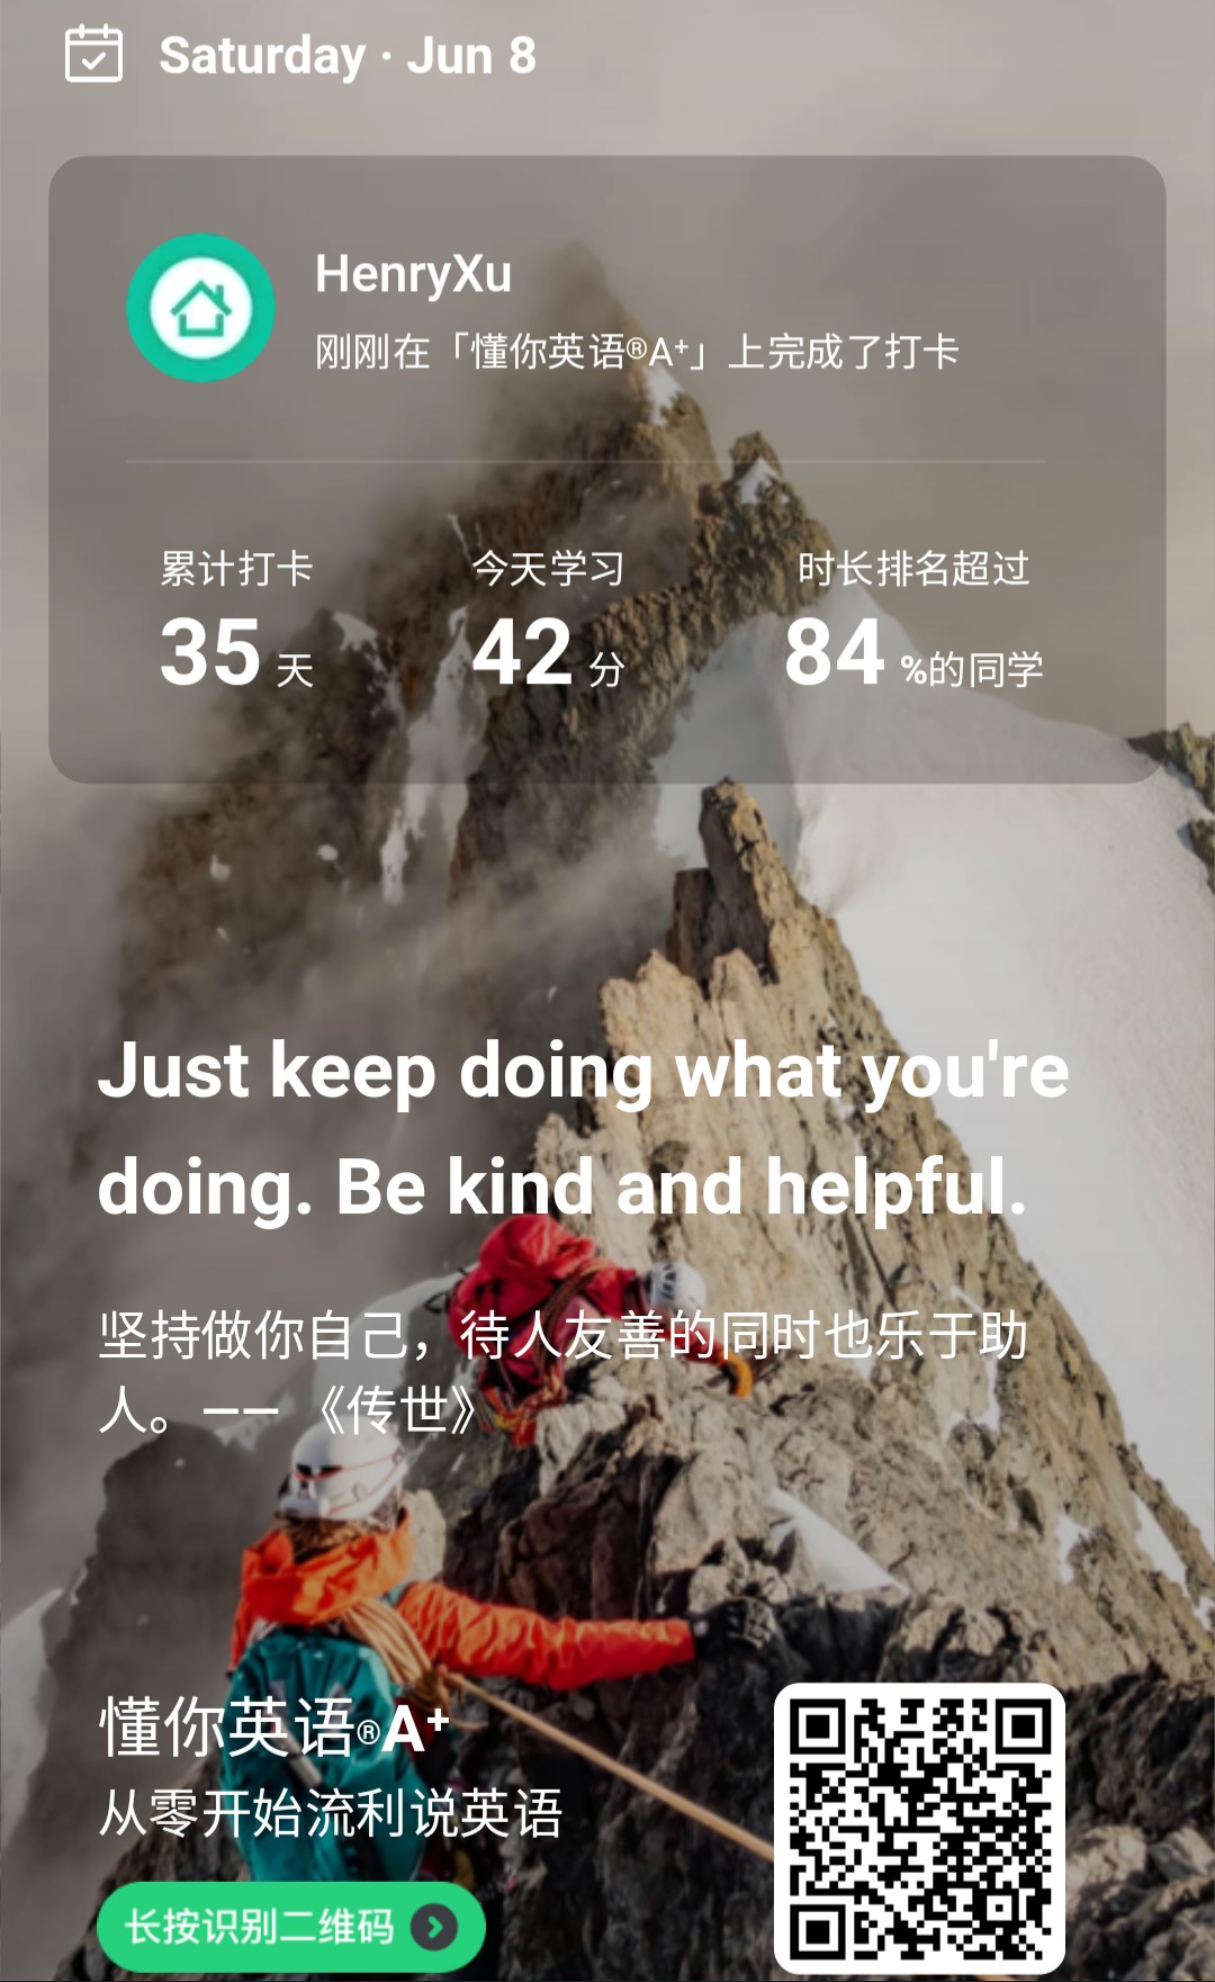 Saturday · Jun 8
HenryXu
刚刚在「懂你英语®A⁺」上完成了打卡
累计打卡 今天学习 时长排名超过
35 天 42 分 84 %的同学
Just keep doing what you're
doing. Be kind and helpful.
坚持做你自己，待人友善的同时也乐于助
人。—— 《传世》
懂你英语®A⁺
从零开始流利说英语
长按识别二维码